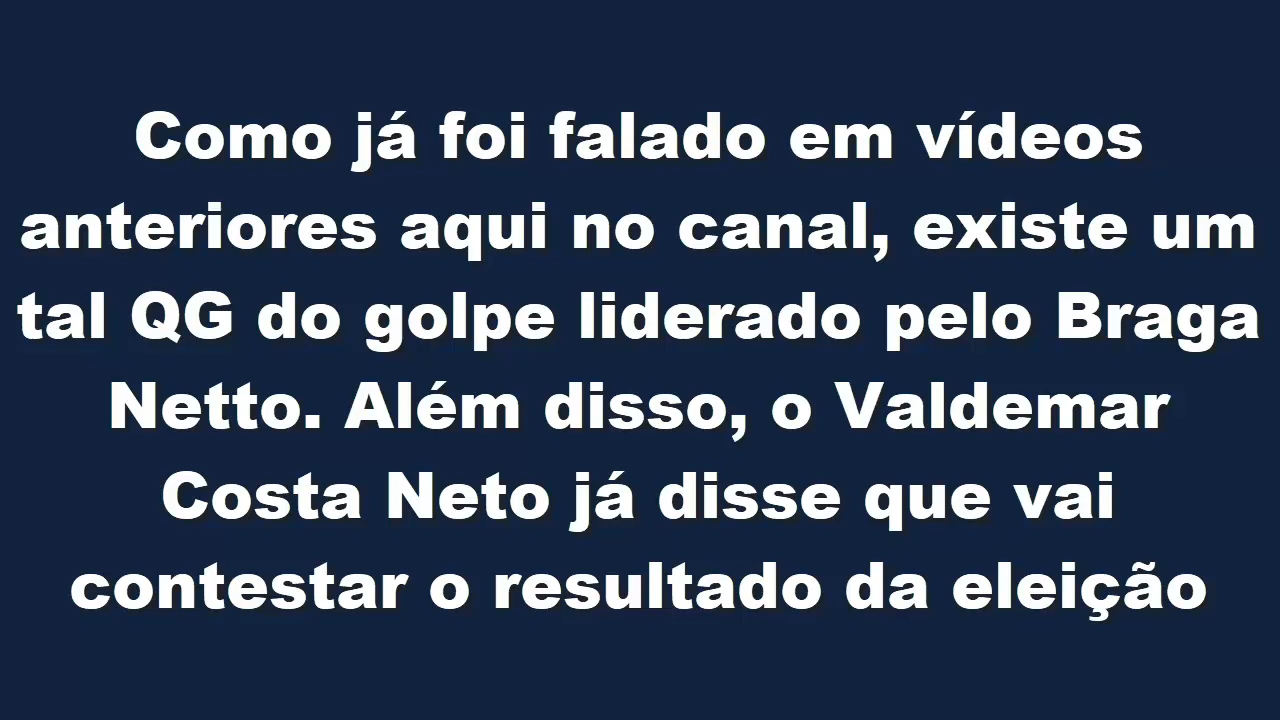 Como já foi falado em vídeos
anteriores aqui no canal, existe um
tal QG do golpe liderado pelo Braga
Netto. Além disso, o Valdemar
Costa Neto já disse que vai
contestar o resultado da eleição